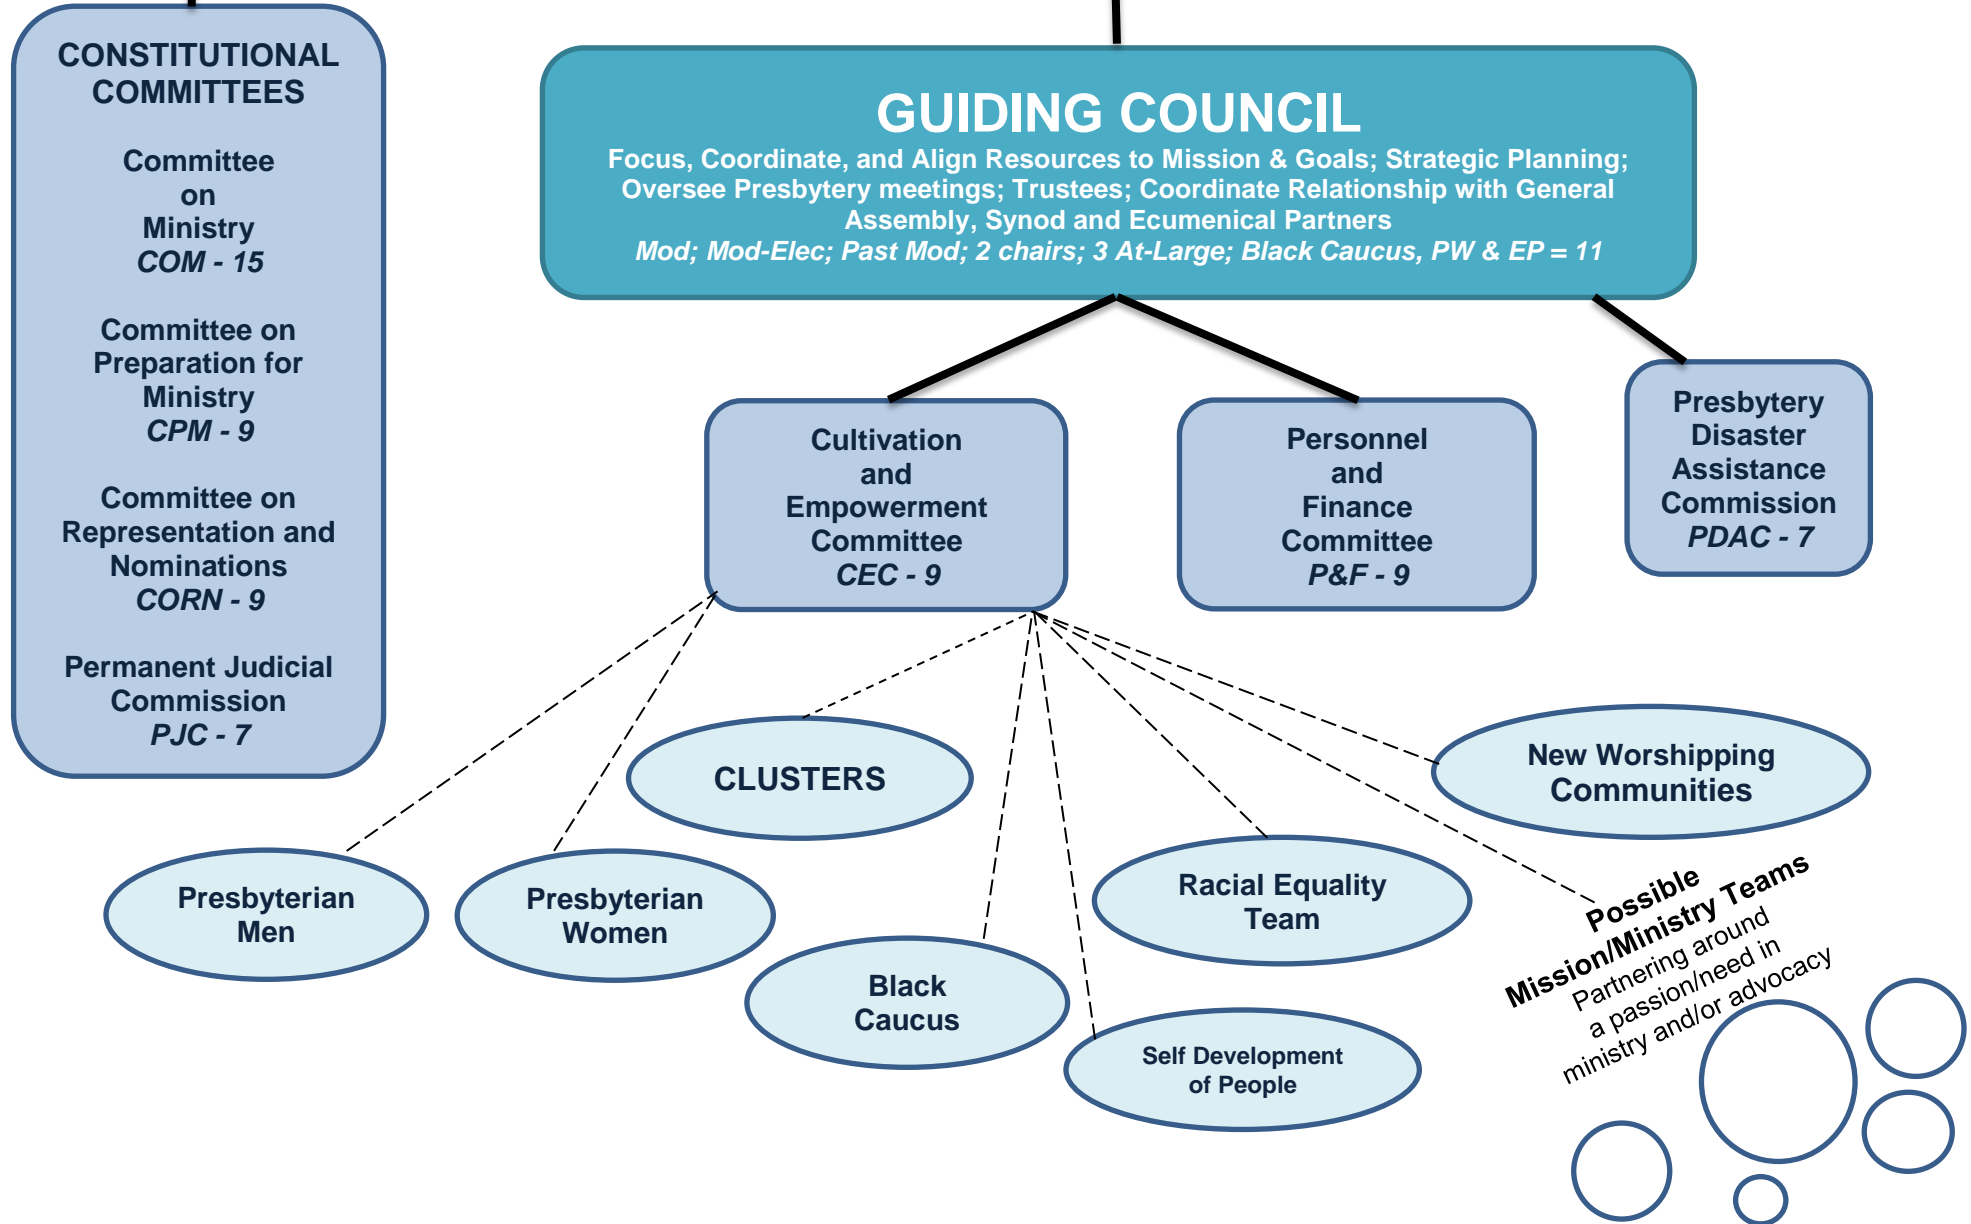 CONSTITUTIONAL
COMMITTEES
Committee
on
Ministry
COM - 15
Committee on
Preparation for
Ministry
CPM - 9
Committee on
Representation and
Nominations
CORN - 9
Permanent Judicial
Commission
PJC - 7
GUIDING COUNCIL
Focus, Coordinate, and Align Resources to Mission & Goals; Strategic Planning;
Oversee Presbytery meetings; Trustees; Coordinate Relationship with General
Assembly, Synod and Ecumenical Partners
Mod; Mod-Elec; Past Mod; 2 chairs; 3 At-Large; Black Caucus, PW & EP = 11
Cultivation
and
Empowerment
Committee
CEC - 9
Personnel
and
Finance
Committee
P&F - 9
Presbytery
Disaster
Assistance
Commission
PDAC - 7
CLUSTERS
New Worshipping
Communities
Presbyterian
Men
Presbyterian
Women
Racial Equality
Team
Black
Caucus
Self Development
of People
Possible
Mission/Ministry Teams
Partnering around
a passion/need in
ministry and/or advocacy